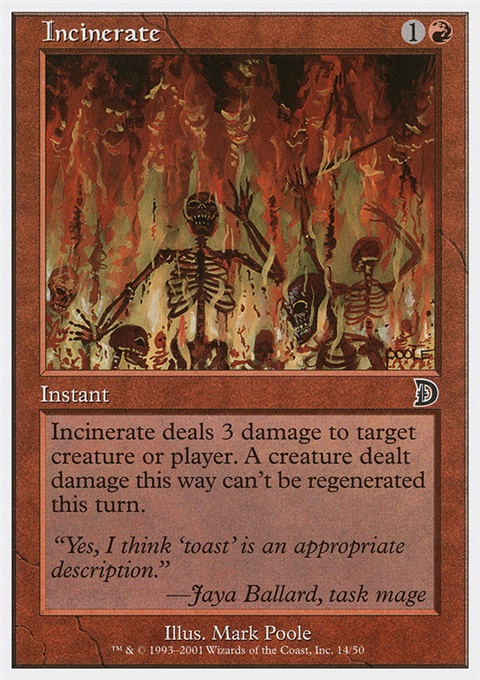 Incinerate 1
POOLE
Instant D
Incinerate deals 3 damage to target
creature or player. A creature dealt
damage this way can't be regenerated
this turn.
“Yes, I think ‘toast’ is an appropriate
description.”
—Jaya Ballard, task mage
Illus. Mark Poole
™ & © 1993–2001 Wizards of the Coast, Inc. 14/50